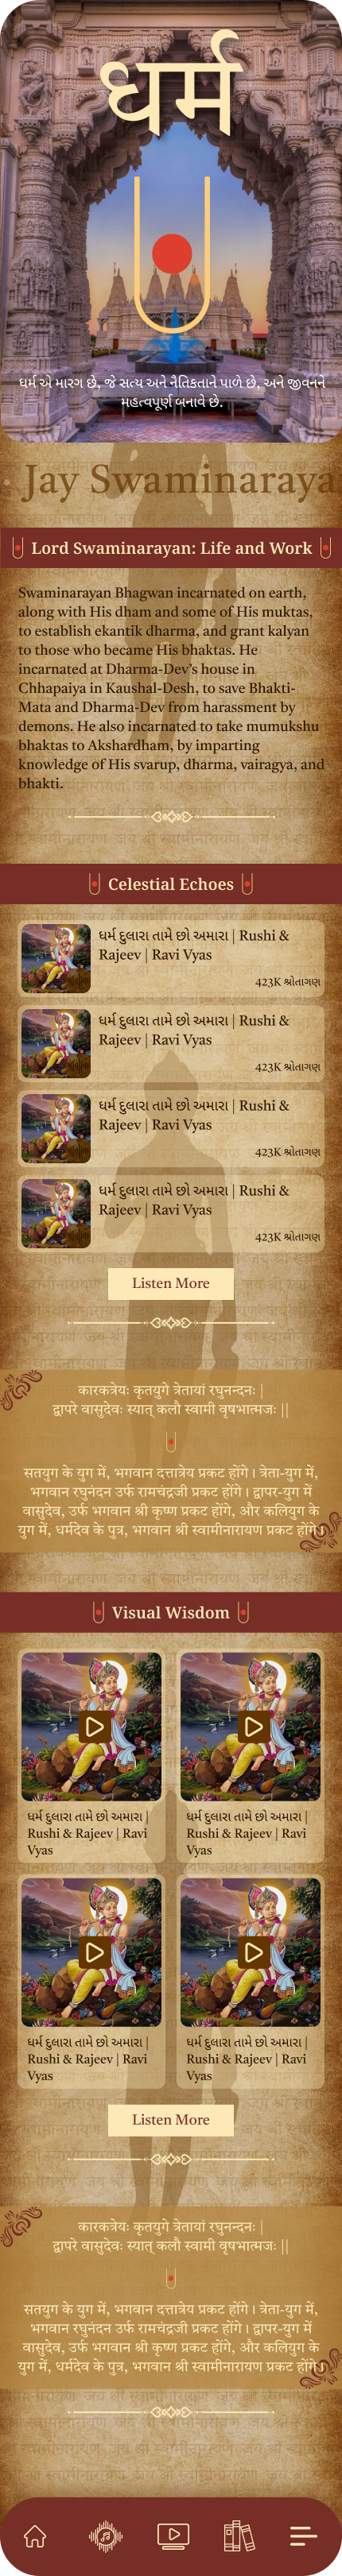 ધર્મ
ધર્મ એ મારગ છે, જે સત્ય અને નૈતિકતાને પાળે છે, અને જીવનને
મહત્વપૂર્ણ બનાવે છે.
Jay Swaminaraya
Lord Swaminarayan: Life and Work
Swaminarayan Bhagwan incarnated on earth,
along with His dham and some of His muktas,
to establish ekantik dharma, and grant kalyan
to those who became His bhaktas. He
incarnated at Dharma-Dev's house in
Chhapaiya in Kaushal-Desh, to save Bhakti-
Mata and Dharma-Dev from harassment by
demons. He also incarnated to take mumukshu
bhaktas to Akshardham, by imparting
knowledge of His svarup, dharma, vairagya, and
bhakti.
Celestial Echoes
ધર્મ દુલારા તામે છો અમારા | Rushi &
Rajeev | Ravi Vyas
423K શ્રોતાગણ
ધર્મ દુલારા તામે છો અમારા | Rushi &
Rajeev | Ravi Vyas
423K શ્રોતાગણ
ધર્મ દુલારા તામે છો અમારા | Rushi &
Rajeev | Ravi Vyas
423K શ્રોતાગણ
ધર્મ દુલારા તામે છો અમારા | Rushi &
Rajeev | Ravi Vyas
423K શ્રોતાગણ
Listen More
कारकत्रेयः कृतयुगे त्रेतायां रघुनन्दनः |
द्वापरे वासुदेवः स्यात् कलौ स्वामी वृषभात्मजः ||
सतयुग के युग में, भगवान दत्तात्रेय प्रकट होंगे। त्रेता-युग में,
भगवान रघुनंदन उर्फ रामचंद्रजी प्रकट होंगे। द्वापर-युग में
वासुदेव, उर्फ भगवान श्री कृष्ण प्रकट होंगे, और कलियुग के
युग में, धर्मदेव के पुत्र, भगवान श्री स्वामीनारायण प्रकट होंगे।
Visual Wisdom
ધર્મ દુલારા તામે છો અમારા |
Rushi & Rajeev | Ravi
Vyas
ધર્મ દુલારા તામે છો અમારા |
Rushi & Rajeev | Ravi
Vyas
ધર્મ દુલારા તામે છો અમારા |
Rushi & Rajeev | Ravi
Vyas
ધર્મ દુલારા તામે છો અમારા |
Rushi & Rajeev | Ravi
Vyas
Listen More
कारकत्रेयः कृतयुगे त्रेतायां रघुनन्दनः |
द्वापरे वासुदेवः स्यात् कलौ स्वामी वृषभात्मजः ||
सतयुग के युग में, भगवान दत्तात्रेय प्रकट होंगे। त्रेता-युग में,
भगवान रघुनंदन उर्फ रामचंद्रजी प्रकट होंगे। द्वापर-युग में
वासुदेव, उर्फ भगवान श्री कृष्ण प्रकट होंगे, और कलियुग के
युग में, धर्मदेव के पुत्र, भगवान श्री स्वामीनारायण प्रकट होंगे।